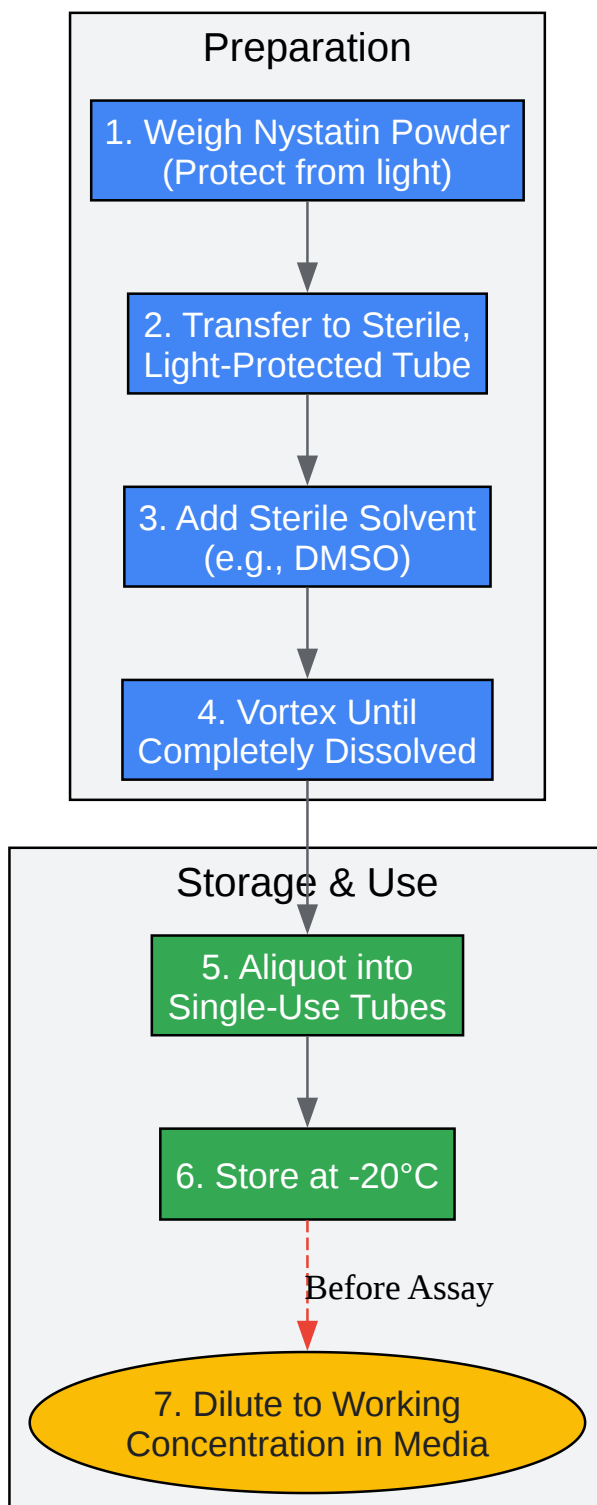 Preparation
1. Weigh Nystatin Powder
(Protect from light)
2. Transfer to Sterile,
Light-Protected Tube
3. Add Sterile Solvent
(e.g., DMSO)
4. Vortex Until
Completely Dissolved
Storage & Use
5. Aliquot into
Single-Use Tubes
6. Store at -20°C
Before Assay
7. Dilute to Working
Concentration in Media